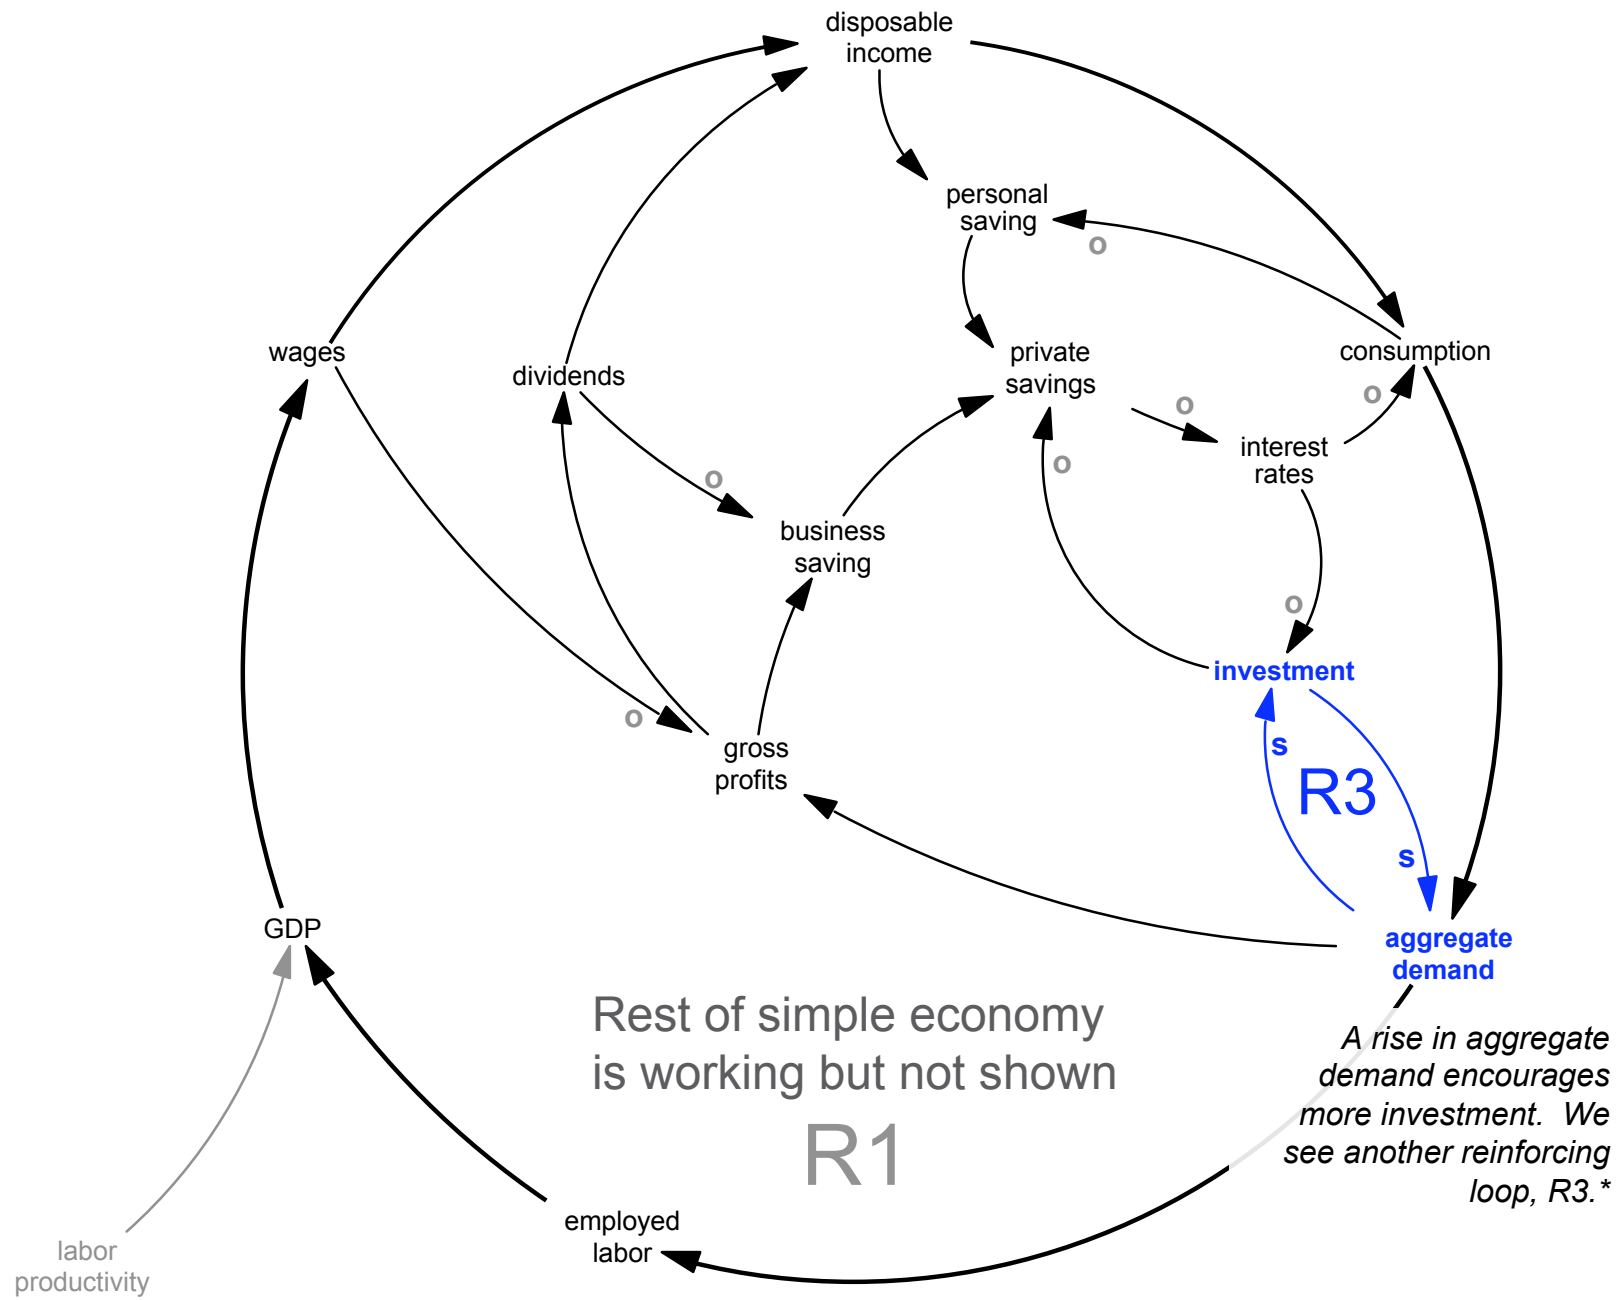 disposable
income
personal
saving
o
wages
dividends
private
savings
consumption
o
o
interest
rates
o
o
business
saving
o
investment
o
gross
profits
s
R3
s
GDP
aggregate
demand
Rest of simple economy
is working but not shown
R1
A rise in aggregate
demand encourages
more investment.  We
see another reinforcing
loop, R3.*
employed
labor
labor
productivity